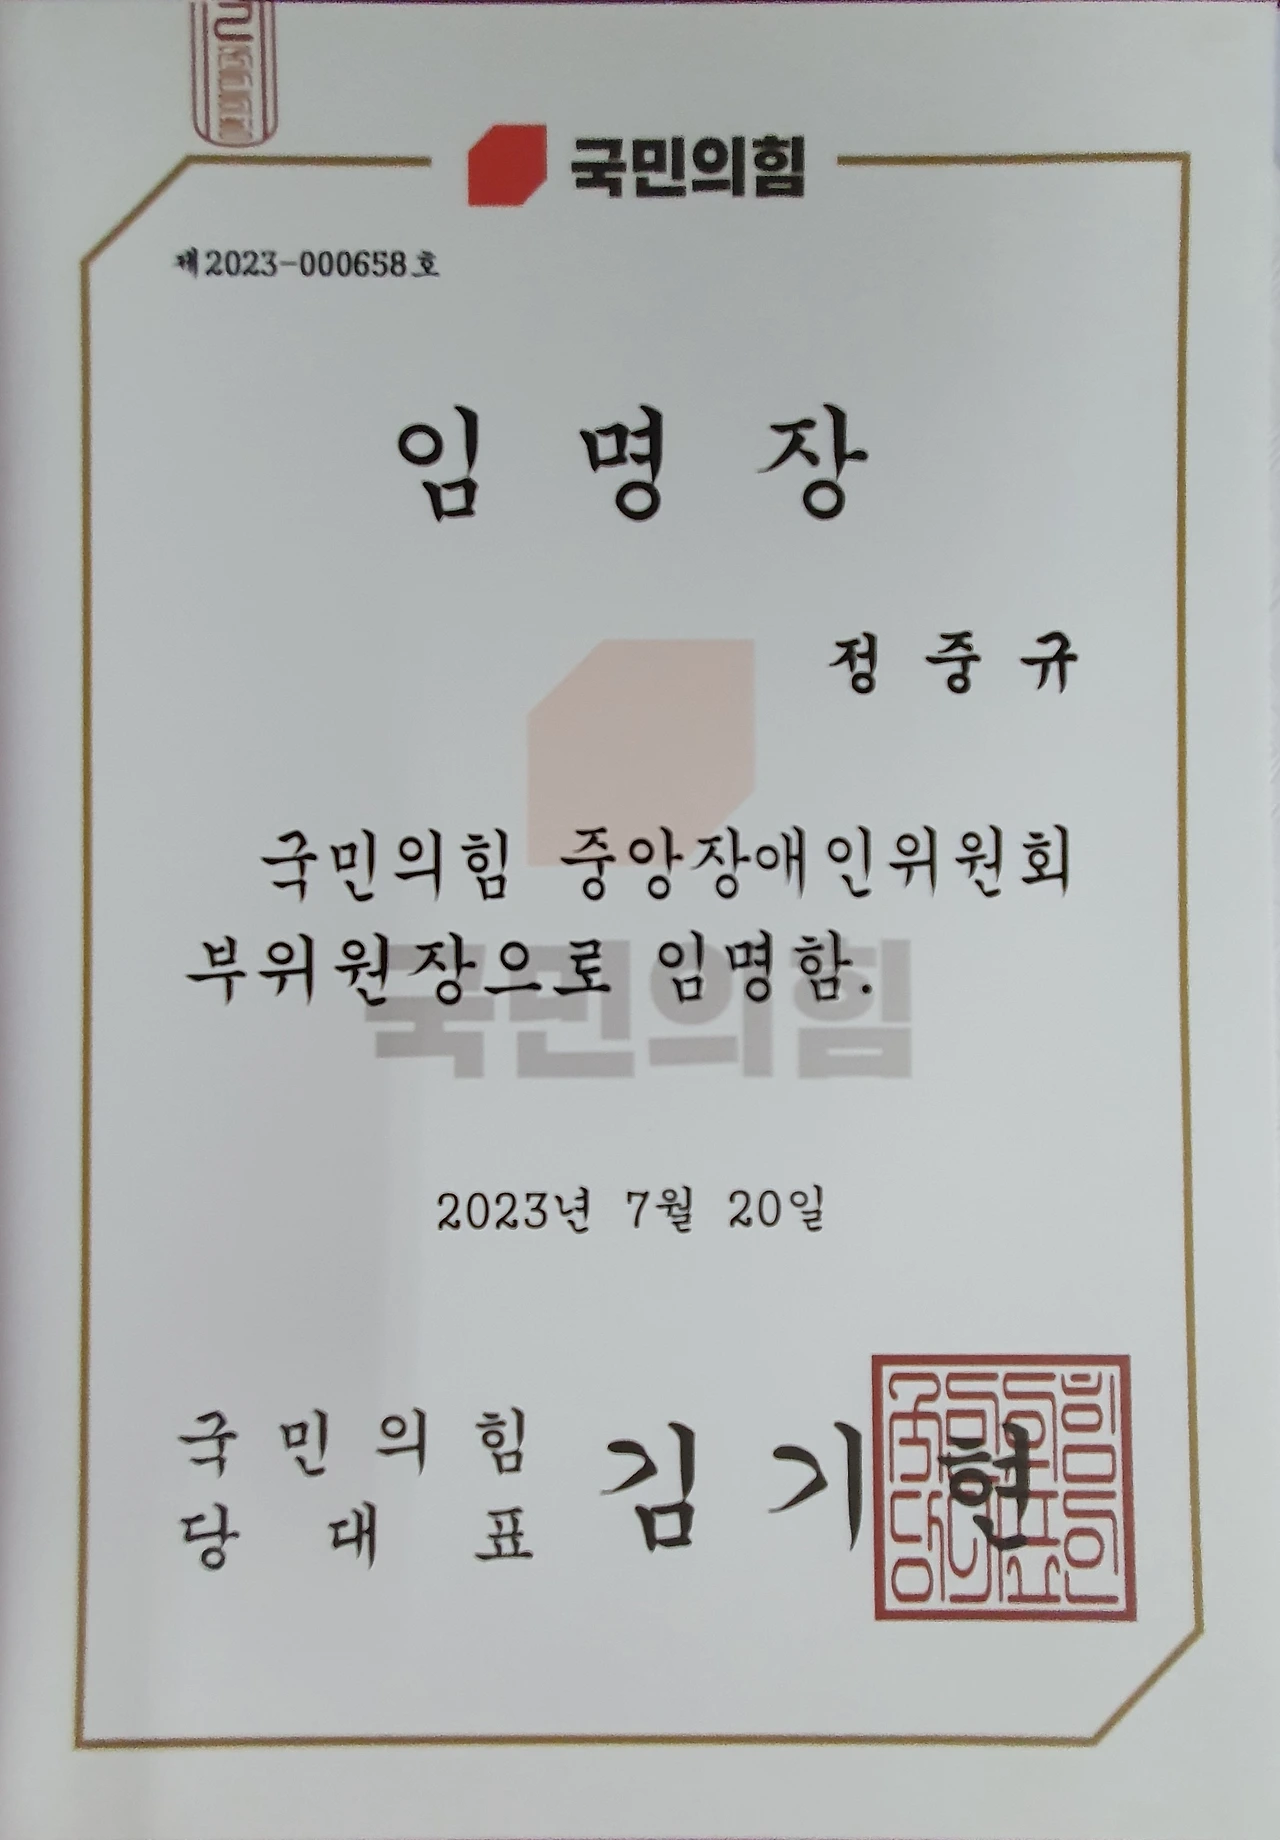 국민의힘
제2023-000658호
임 명 장
정 중 규
국민의힘 중앙장애인위원회
부위원장으로 임명함.
국민의힘
2023년 7월 20일
국 민 의 힘
당 대 표
김 기 현